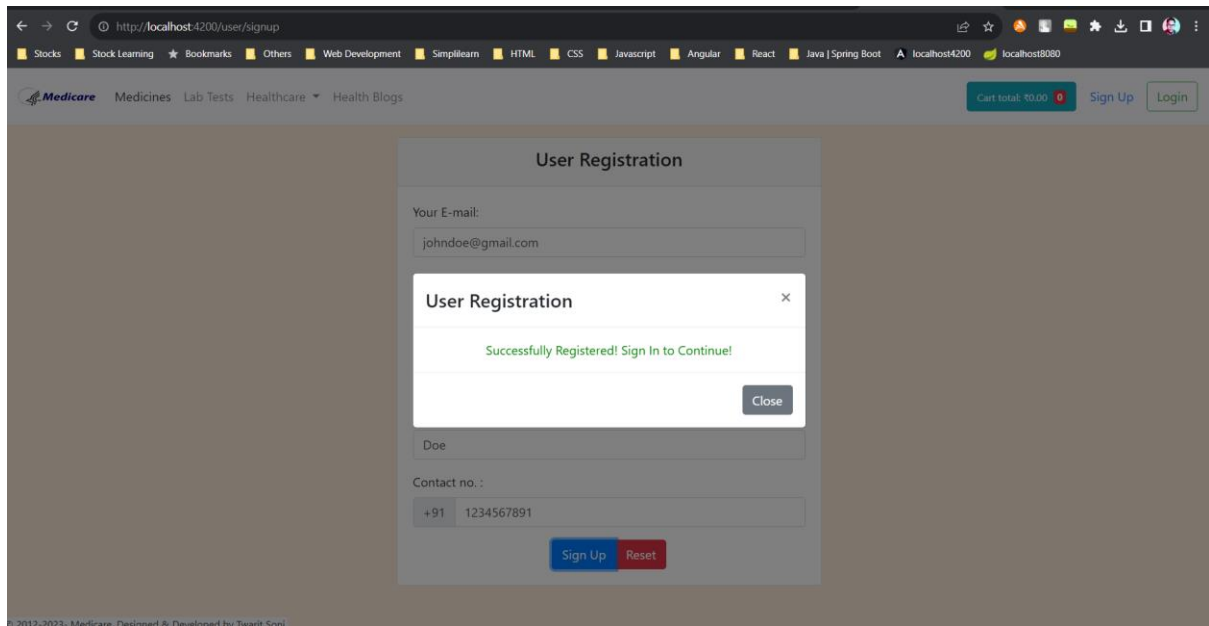 http://localhost:4200/user/signup
Stocks Stock Learning Bookmarks Others Web Development Simplilearn HTML CSS Javascript Angular React Java | Spring Boot localhost4200 localhost8080
Medicare Medicines Lab Tests Healthcare Health Blogs Cart total: ₹0.00 0 Sign Up Login
User Registration
Your E-mail:
johndoe@gmail.com
User Registration ×
Successfully Registered! Sign In to Continue!
Close
Doe
Contact no. :
+91 1234567891
Sign Up Reset
© 2012-2023- Medicare. Designed & Developed by Twarit Soni